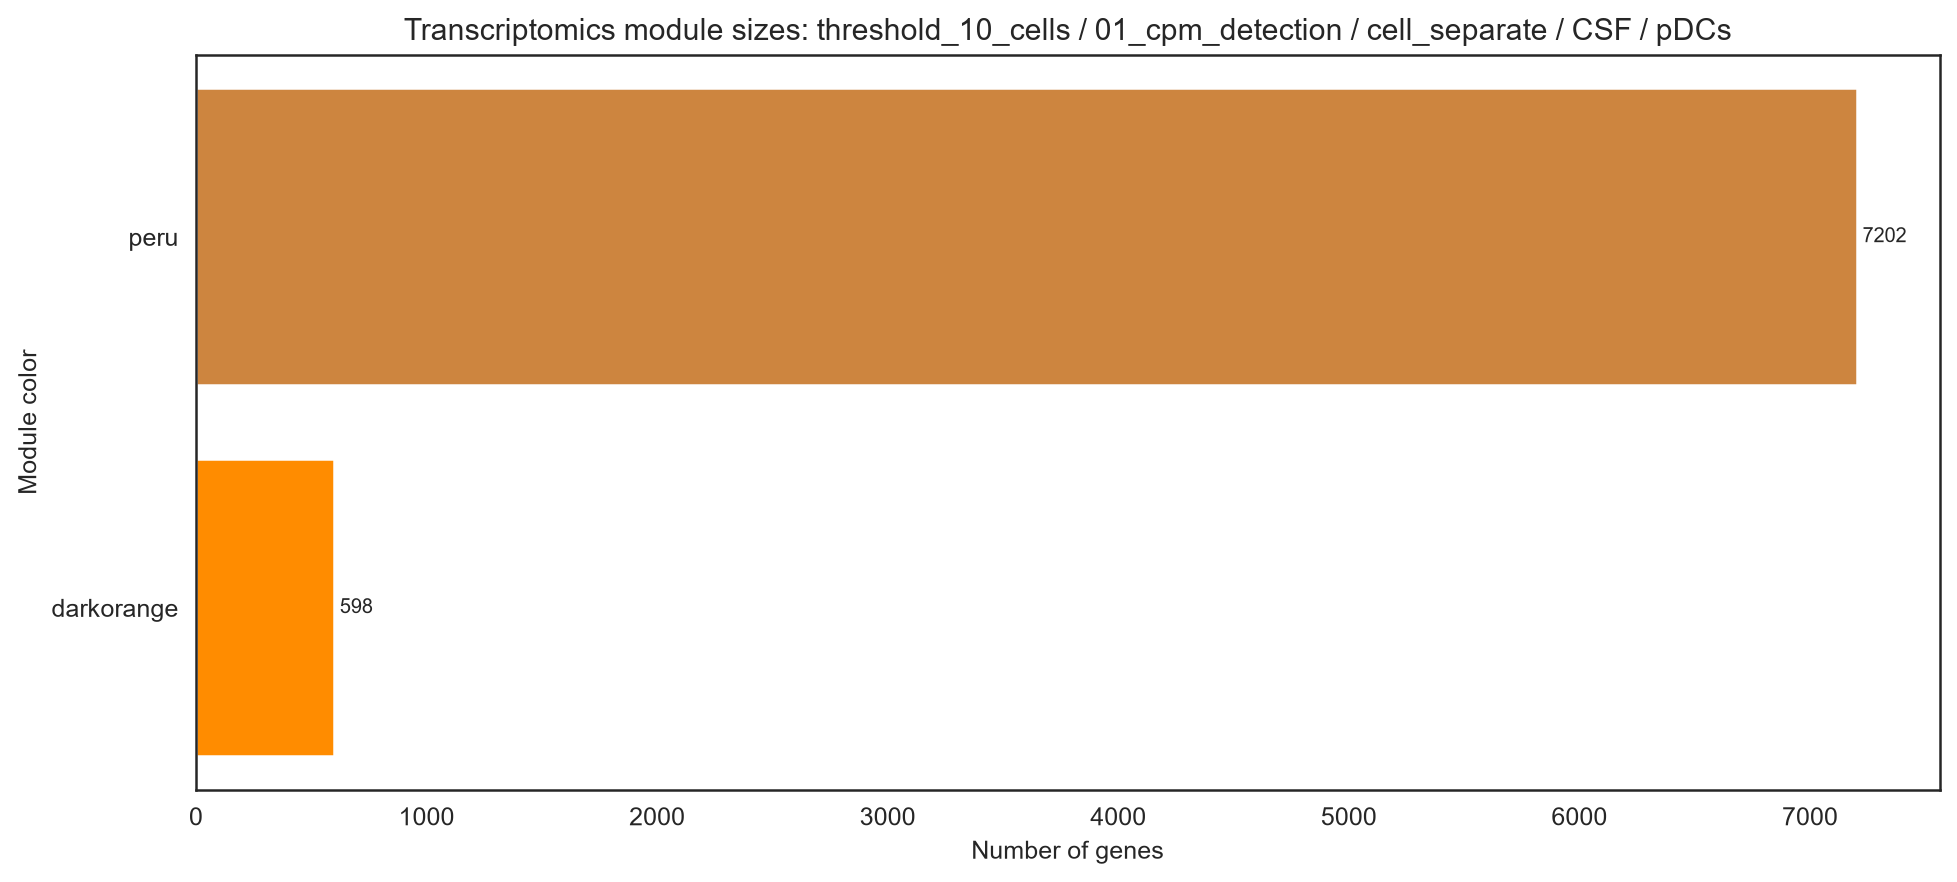 Transcriptomics module sizes: threshold_10_cells / 01_cpm_detection / cell_separate / CSF / pDCs
Module color
peru
7202
darkorange
598
0 1000 2000 3000 4000 5000 6000 7000
Number of genes